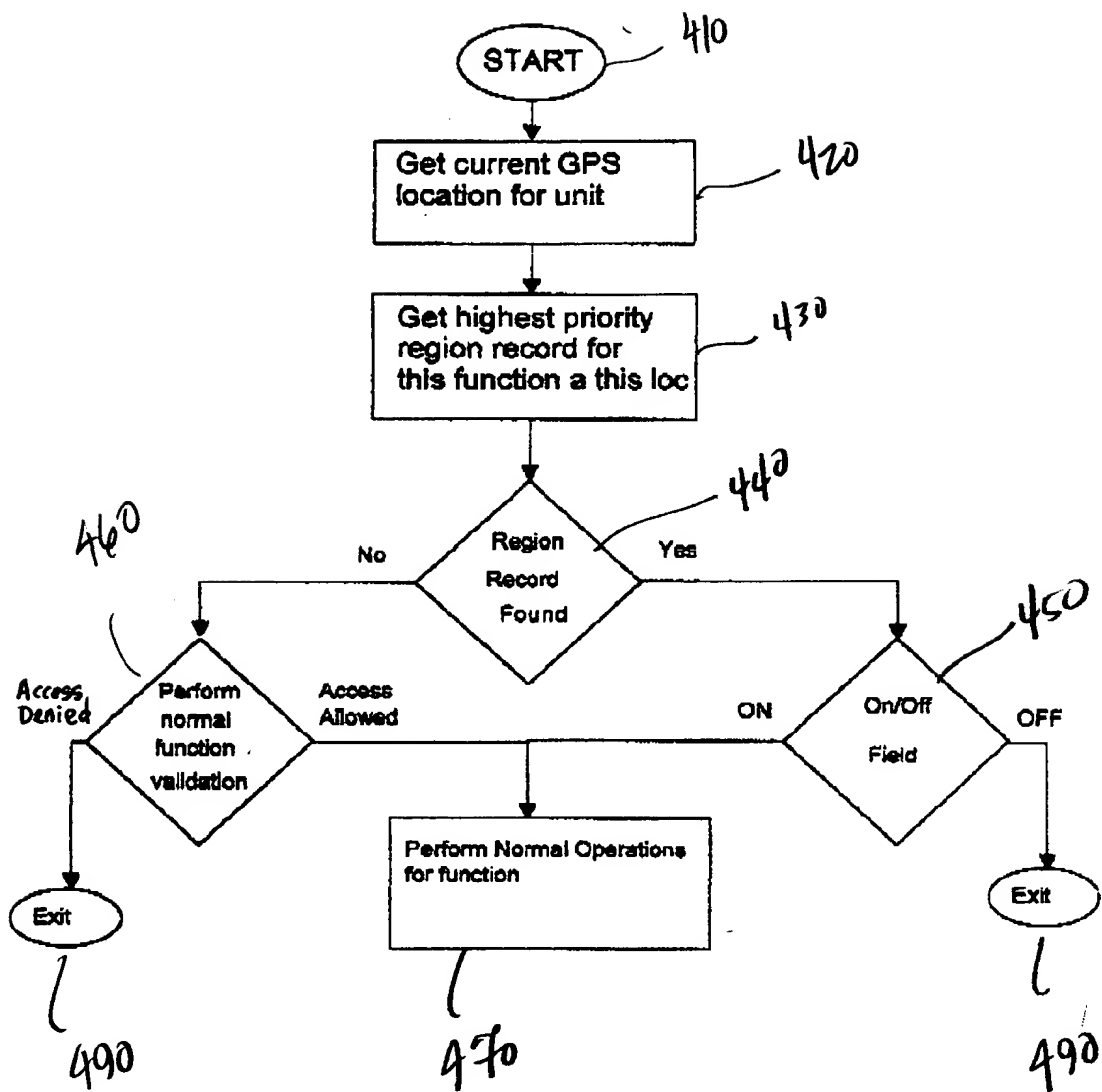 START
410
Get current GPS
location for unit
420
Get highest priority
region record for
this function a this loc
430
Region
Record
Found
440
No
Yes
460
Perform
normal
function
validation
Access
Denied
Access
Allowed
450
On/Off
Field
ON
OFF
Perform Normal Operations
for function
Exit
Exit
490
470
490